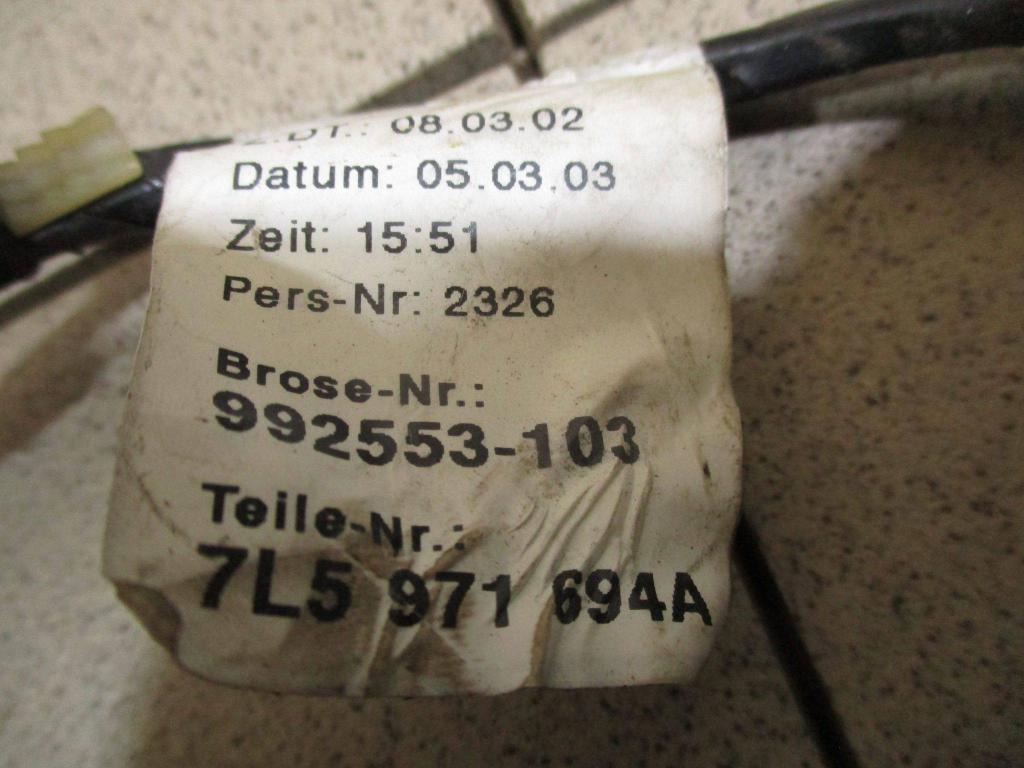 Z.DT.: 08.03.02
Datum: 05.03.03
Zeit: 15:51
Pers-Nr: 2326
Brose-Nr.:
992553-103
Teile-Nr.:
7L5 971 694A